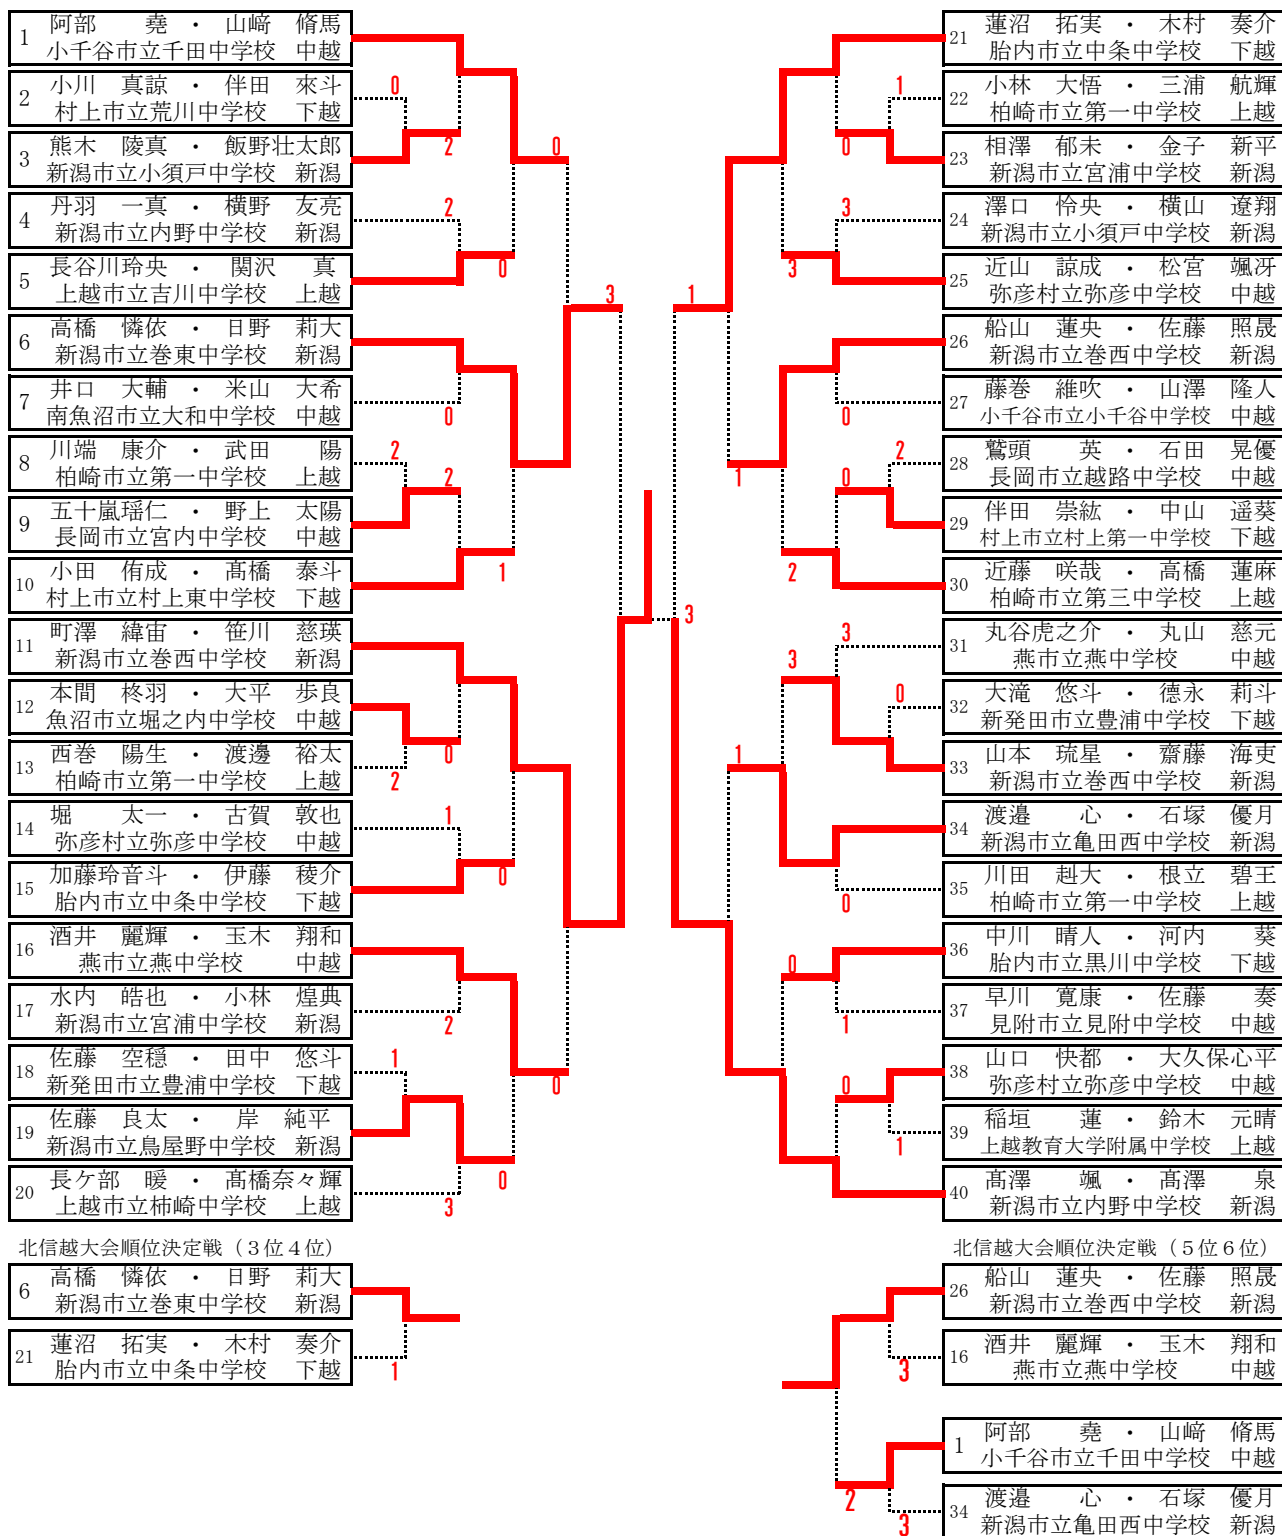 1 阿部 堯 ・ 山﨑 脩馬
小千谷市立千田中学校 中越
2 小川 真諒 ・ 伴田 來斗
村上市立荒川中学校 下越
0
3 熊木 陵真 ・ 飯野壮太郎
新潟市立小須戸中学校 新潟
2
0
4 丹羽 一真 ・ 横野 友亮
新潟市立内野中学校 新潟
2
5 長谷川玲央 ・ 関沢 真
上越市立吉川中学校 上越
0
3
6 高橋 憐依 ・ 日野 莉大
新潟市立巻東中学校 新潟
7 井口 大輔 ・ 米山 大希
南魚沼市立大和中学校 中越
0
8 川端 康介 ・ 武田 陽
柏崎市立第一中学校 上越
2
2
9 五十嵐瑶仁 ・ 野上 太陽
長岡市立宮内中学校 中越
10 小田 侑成 ・ 髙橋 泰斗
村上市立村上東中学校 下越
1
11 町澤 緯宙 ・ 笹川 慈瑛
新潟市立巻西中学校 新潟
12 本間 柊羽 ・ 大平 歩良
魚沼市立堀之内中学校 中越
0
13 西巻 陽生 ・ 渡邊 裕太
柏崎市立第一中学校 上越
2
14 堀 太一 ・ 古賀 敦也
弥彦村立弥彦中学校 中越
1
15 加藤玲音斗 ・ 伊藤 稜介
胎内市立中条中学校 下越
0
16 酒井 麗輝 ・ 玉木 翔和
燕市立燕中学校 中越
17 水内 皓也 ・ 小林 煌典
新潟市立宮浦中学校 新潟
2
18 佐藤 空穏 ・ 田中 悠斗
新発田市立豊浦中学校 下越
1
0
19 佐藤 良太 ・ 岸 純平
新潟市立鳥屋野中学校 新潟
20 長ケ部 暖 ・ 髙橋奈々輝
上越市立柿崎中学校 上越
0
3
21 蓮沼 拓実 ・ 木村 奏介
胎内市立中条中学校 下越
22 小林 大悟 ・ 三浦 航輝
柏崎市立第一中学校 上越
1
23 相澤 郁未 ・ 金子 新平
新潟市立宮浦中学校 新潟
0
24 澤口 怜央 ・ 横山 遼翔
新潟市立小須戸中学校 新潟
3
25 近山 諒成 ・ 松宮 颯冴
弥彦村立弥彦中学校 中越
3
1
26 船山 蓮央 ・ 佐藤 照晟
新潟市立巻西中学校 新潟
27 藤巻 維吹 ・ 山澤 隆人
小千谷市立小千谷中学校 中越
0
28 鷲頭 英 ・ 石田 晃優
長岡市立越路中学校 中越
2
1
0
29 伴田 崇紘 ・ 中山 遥葵
村上市立村上第一中学校 下越
30 近藤 咲哉 ・ 高橋 蓮麻
柏崎市立第三中学校 上越
2
3
31 丸谷虎之介 ・ 丸山 慈元
燕市立燕中学校 中越
3
3
32 大滝 悠斗 ・ 德永 莉斗
新発田市立豊浦中学校 下越
0
33 山本 琉星 ・ 齋藤 海吏
新潟市立巻西中学校 新潟
1
34 渡邉 心 ・ 石塚 優月
新潟市立亀田西中学校 新潟
35 川田 赳大 ・ 根立 碧王
柏崎市立第一中学校 上越
0
36 中川 晴人 ・ 河内 葵
胎内市立黒川中学校 下越
0
37 早川 寛康 ・ 佐藤 奏
見附市立見附中学校 中越
1
38 山口 快都 ・ 大久保心平
弥彦村立弥彦中学校 中越
0
39 稲垣 蓮 ・ 鈴木 元晴
上越教育大学附属中学校 上越
1
40 髙澤 颯 ・ 髙澤 泉
新潟市立内野中学校 新潟
北信越大会順位決定戦（３位４位）
6 高橋 憐依 ・ 日野 莉大
新潟市立巻東中学校 新潟
21 蓮沼 拓実 ・ 木村 奏介
胎内市立中条中学校 下越
1
北信越大会順位決定戦（５位６位）
26 船山 蓮央 ・ 佐藤 照晟
新潟市立巻西中学校 新潟
16 酒井 麗輝 ・ 玉木 翔和
燕市立燕中学校 中越
3
1 阿部 堯 ・ 山﨑 脩馬
小千谷市立千田中学校 中越
2
34 渡邉 心 ・ 石塚 優月
新潟市立亀田西中学校 新潟
3